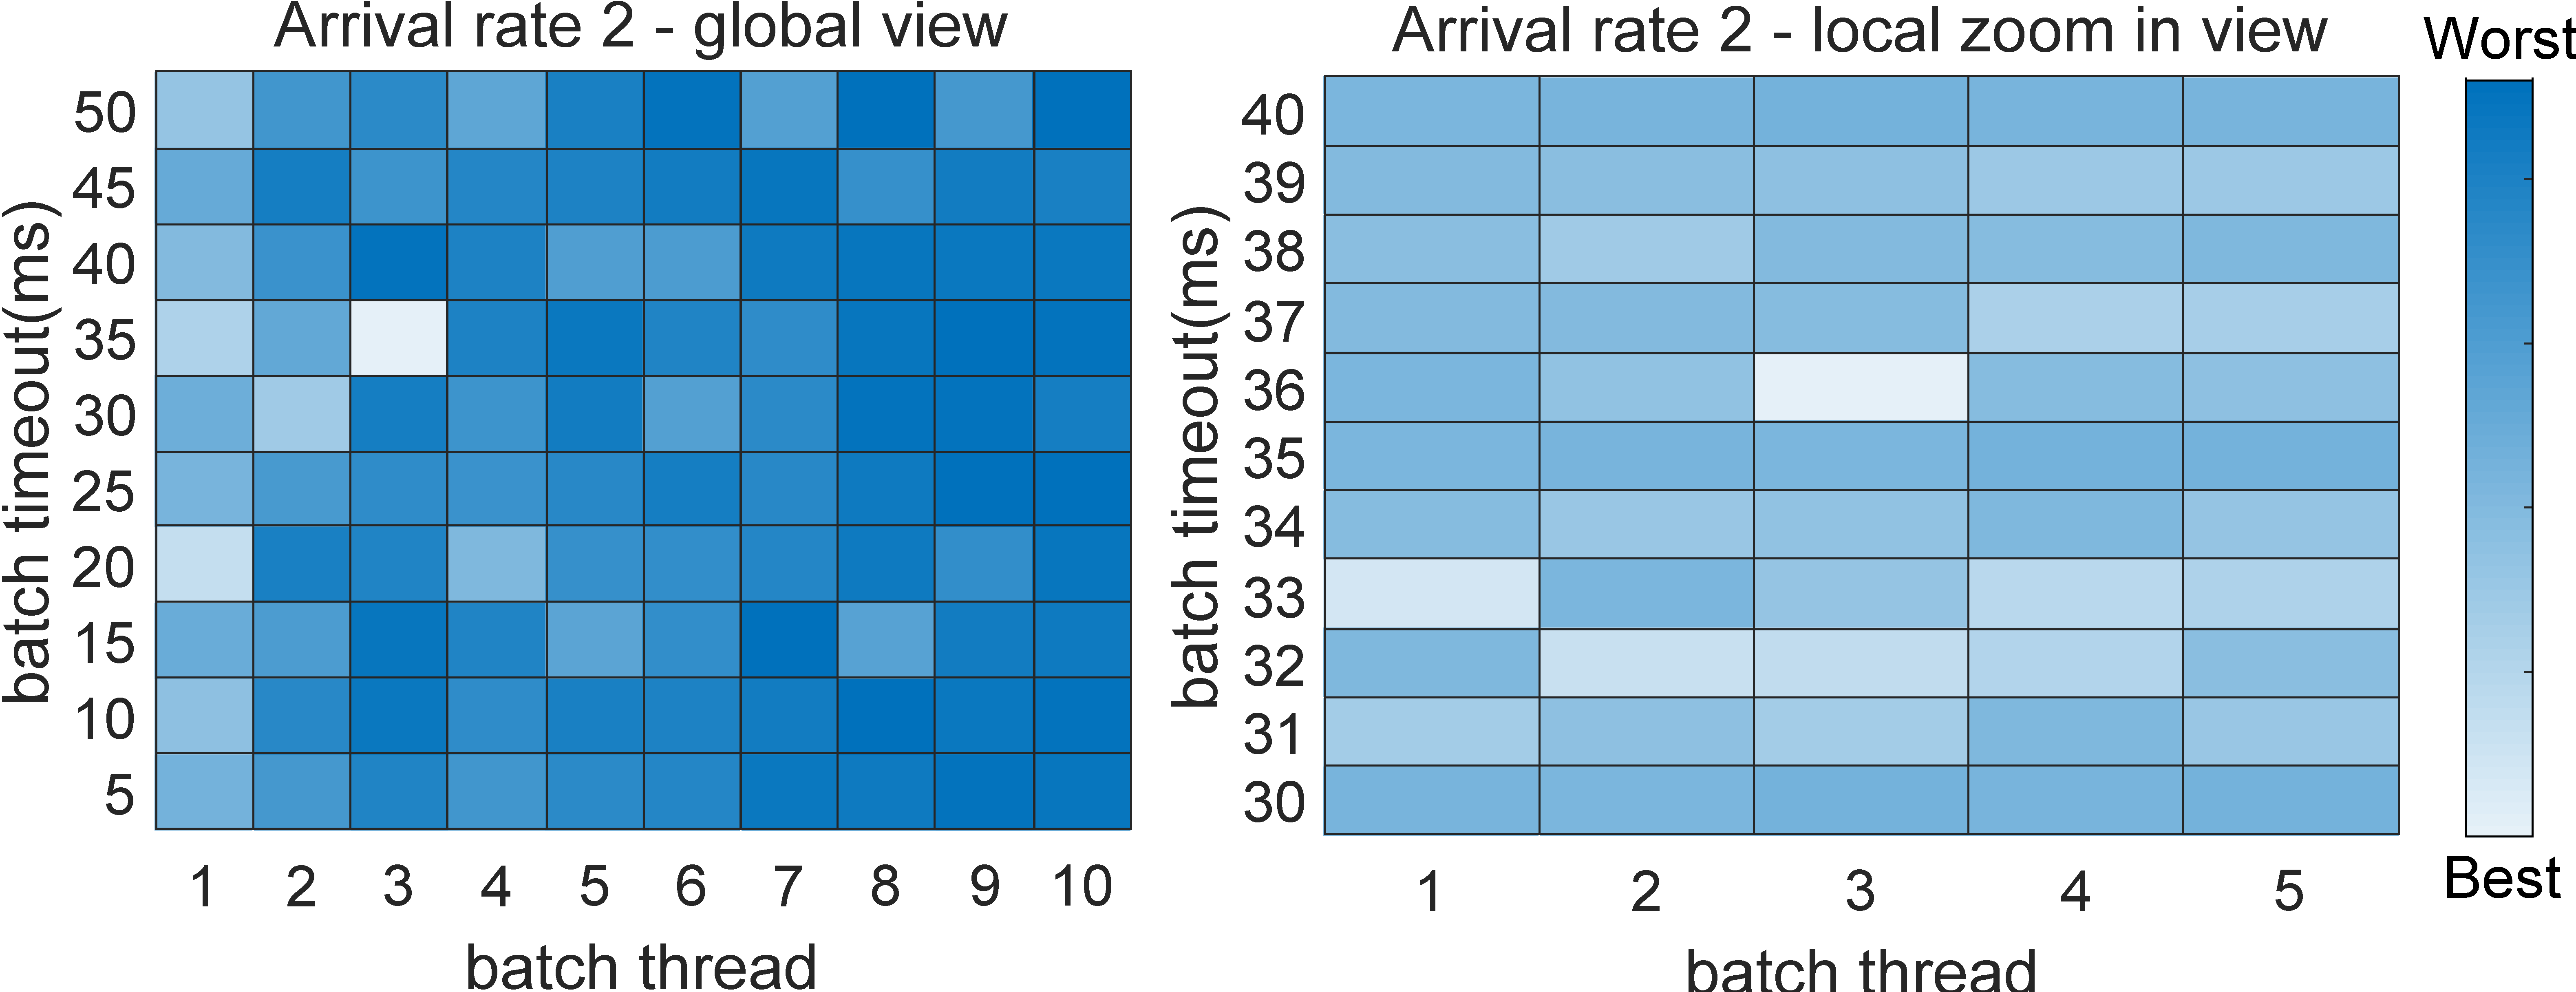 Arrival rate 2 - global view
batch timeout(ms)
50
45
40
35
30
25
20
15
10
5
1 2 3 4 5 6 7 8 9 10
batch thread
Arrival rate 2 - local zoom in view
batch timeout(ms)
40
39
38
37
36
35
34
33
32
31
30
1 2 3 4 5
batch thread
Worst
Best